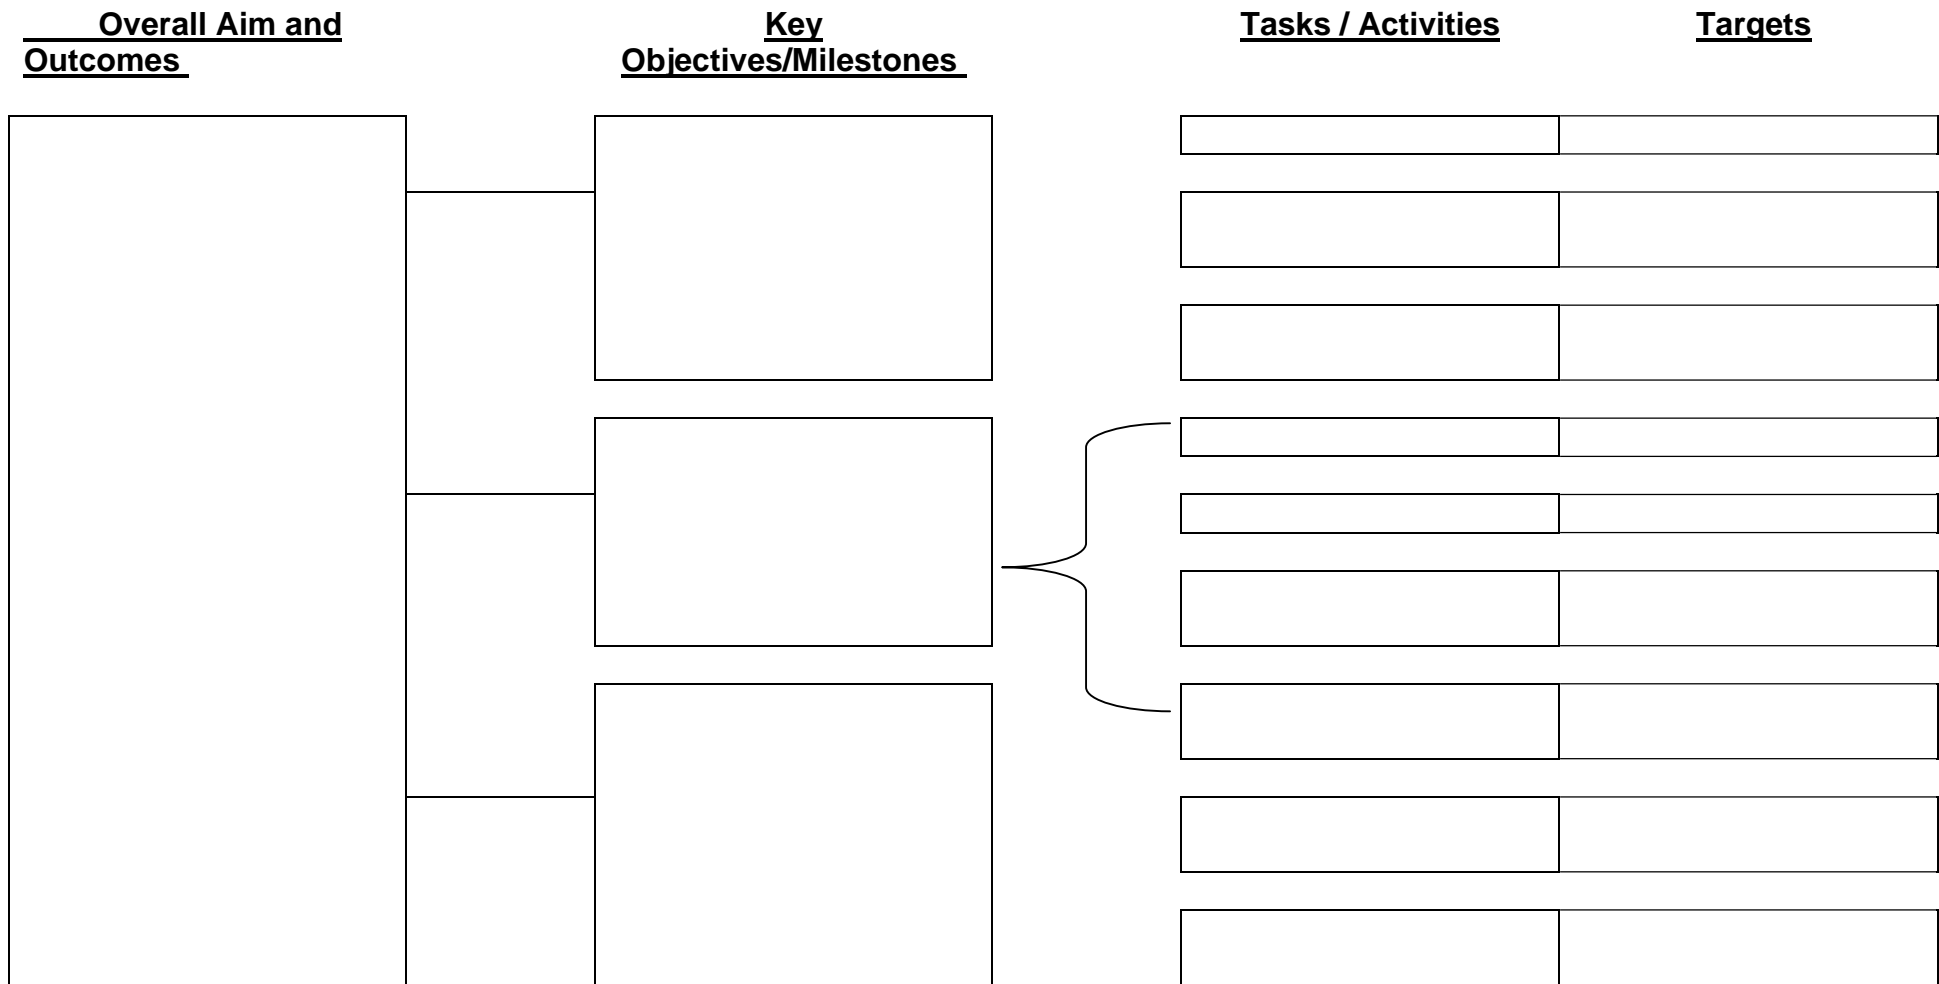 Overall Aim and
Outcomes
Key
Objectives/Milestones
Tasks / Activities
Targets